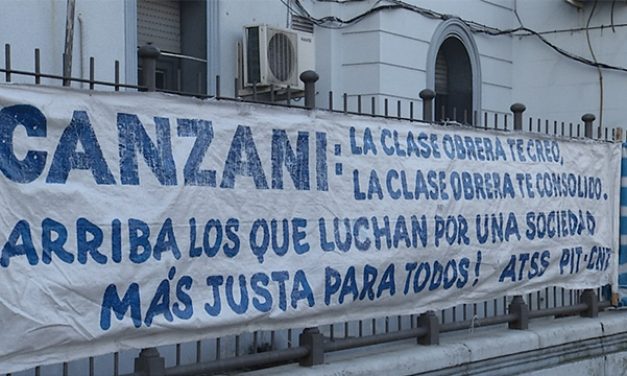 CANZANI: LA CLASE OBRERA TE CREO,
LA CLASE OBRERA TE CONSOLIDO.
ARRIBA LOS QUE LUCHAN POR UNA SOCIEDAD
MÁS JUSTA PARA TODOS! ATSS PIT-CNT